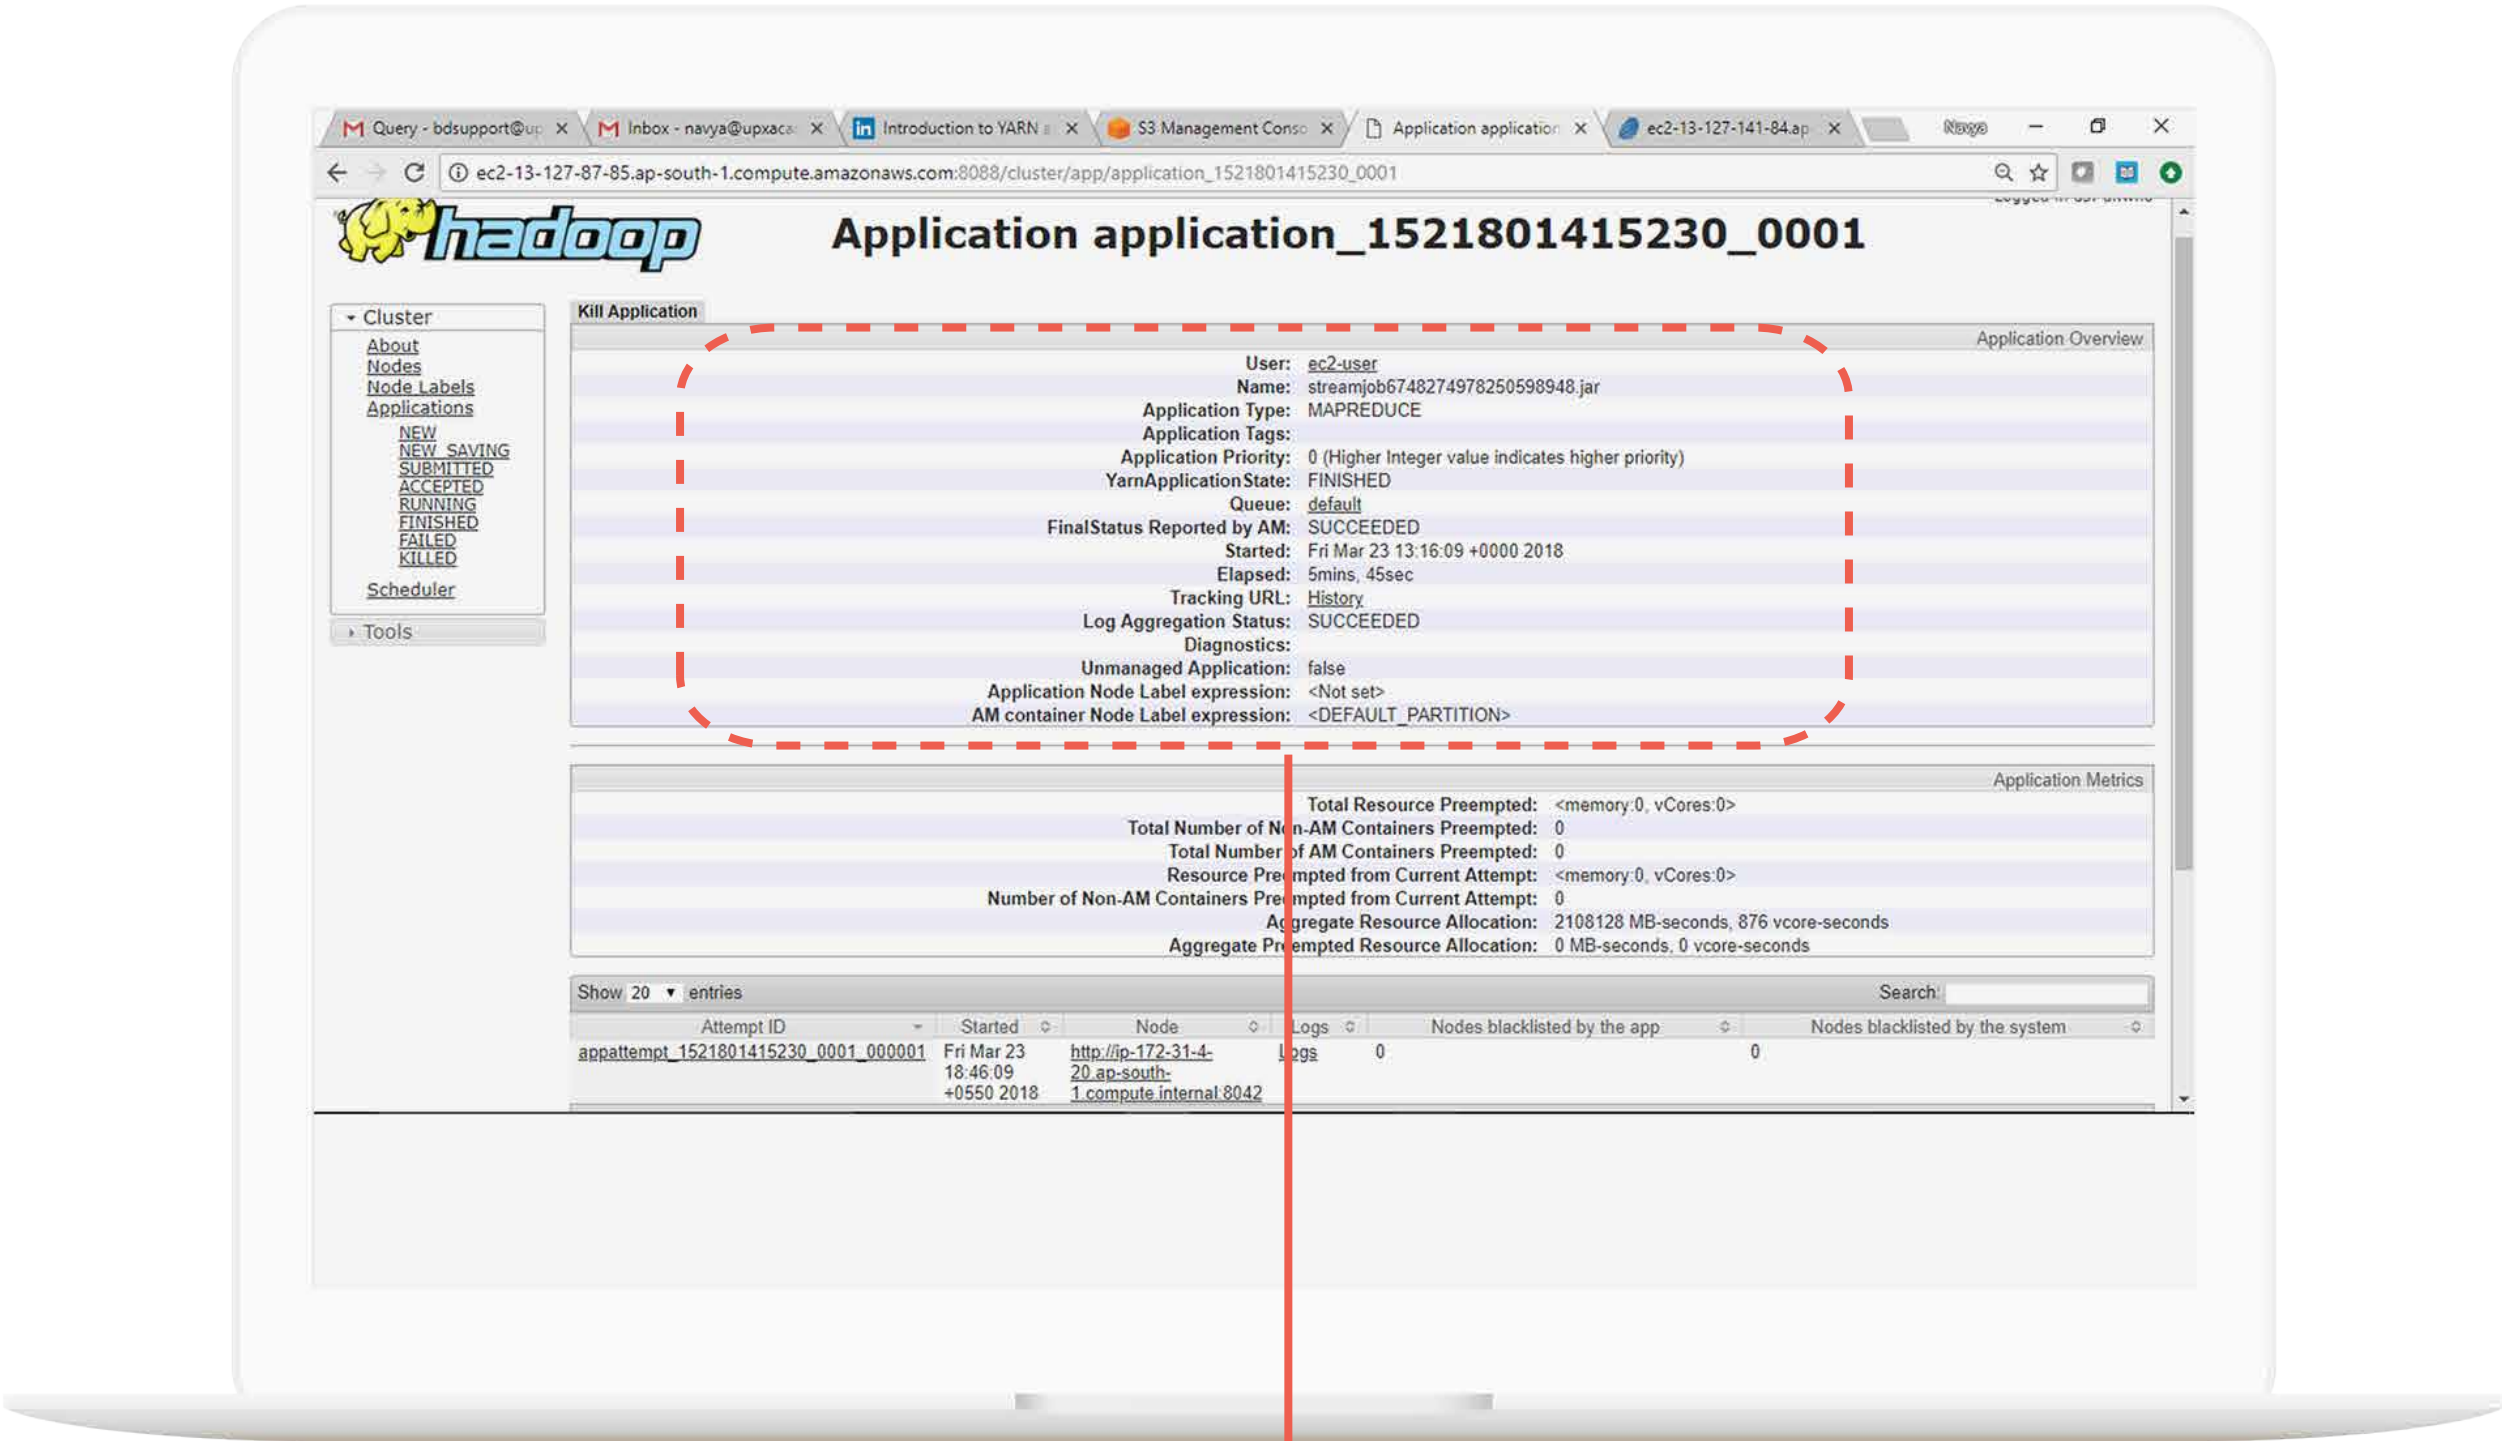 Query - bdsupport@up
Inbox - navya@upxaca
in Introduction to YARN
S3 Management Conso
Application application
ec2-13-127-141-84.ap
Navya
ec2-13-127-87-85.ap-south-1.compute.amazonaws.com:8088/cluster/app/application_1521801415230_0001
hadoop
Application application_1521801415230_0001
Cluster
About
Nodes
Node Labels
Applications
NEW
NEW_SAVING
SUBMITTED
ACCEPTED
RUNNING
FINISHED
FAILED
KILLED
Scheduler
Tools
Kill Application
Application Overview
User: ec2-user
Name: streamjob6748274978250598948.jar
Application Type: MAPREDUCE
Application Tags:
Application Priority: 0 (Higher Integer value indicates higher priority)
YarnApplicationState: FINISHED
Queue: default
FinalStatus Reported by AM: SUCCEEDED
Started: Fri Mar 23 13:16:09 +0000 2018
Elapsed: 5mins, 45sec
Tracking URL: History
Log Aggregation Status: SUCCEEDED
Diagnostics:
Unmanaged Application: false
Application Node Label expression: <Not set>
AM container Node Label expression: <DEFAULT_PARTITION>
Application Metrics
Total Resource Preempted: <memory:0, vCores:0>
Total Number of Non-AM Containers Preempted: 0
Total Number of AM Containers Preempted: 0
Resource Preempted from Current Attempt: <memory:0, vCores:0>
Number of Non-AM Containers Preempted from Current Attempt: 0
Aggregate Resource Allocation: 2108128 MB-seconds, 876 vcore-seconds
Aggregate Preempted Resource Allocation: 0 MB-seconds, 0 vcore-seconds
Show 20 entries Search:
Attempt ID Started Node Logs Nodes blacklisted by the app Nodes blacklisted by the system
appattempt_1521801415230_0001_000001 Fri Mar 23 http://ip-172-31-4- Logs 0 0
18:46:09 20.ap-south-
+0550 2018 1.compute.internal:8042